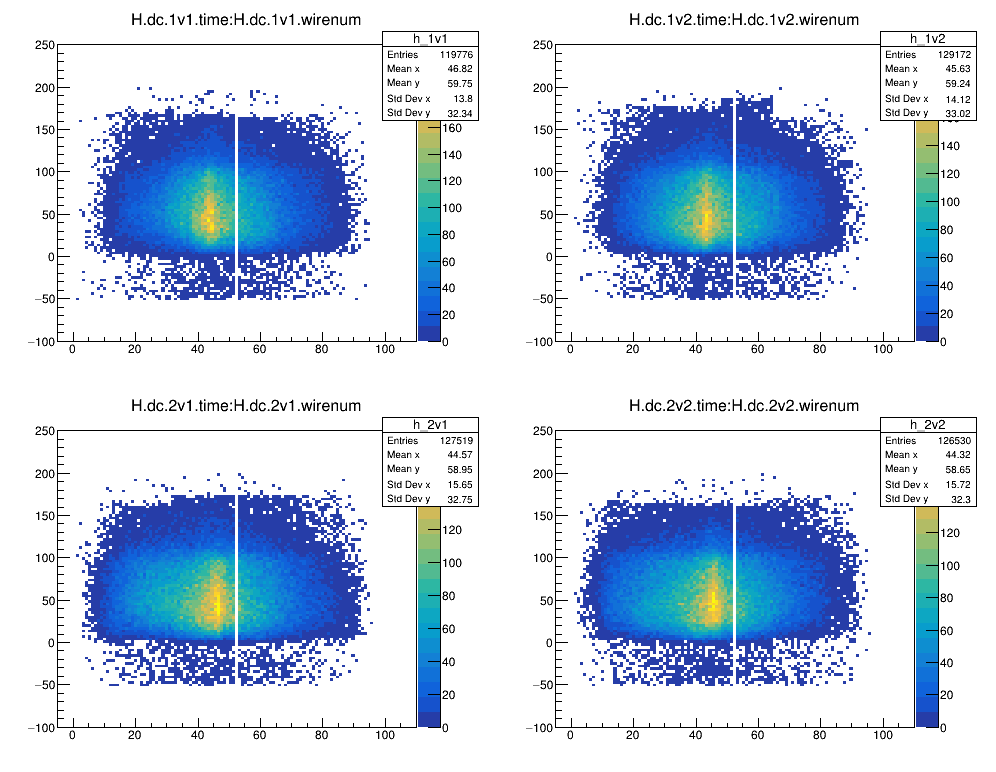 H.dc.1v1.time:H.dc.1v1.wirenum
h_1v1
Entries 119776
Mean x 46.82
Mean y 59.75
Std Dev x 13.8
Std Dev y 32.34
250
200
150
100
50
0
−50
−100
0 20 40 60 80 100
160
140
120
100
80
60
40
20
0
H.dc.1v2.time:H.dc.1v2.wirenum
h_1v2
Entries 129172
Mean x 45.63
Mean y 59.24
Std Dev x 14.12
Std Dev y 33.02
250
200
150
100
50
0
−50
−100
0 20 40 60 80 100
140
120
100
80
60
40
20
0
H.dc.2v1.time:H.dc.2v1.wirenum
h_2v1
Entries 127519
Mean x 44.57
Mean y 58.95
Std Dev x 15.65
Std Dev y 32.75
250
200
150
100
50
0
−50
−100
0 20 40 60 80 100
120
100
80
60
40
20
0
H.dc.2v2.time:H.dc.2v2.wirenum
h_2v2
Entries 126530
Mean x 44.32
Mean y 58.65
Std Dev x 15.72
Std Dev y 32.3
250
200
150
100
50
0
−50
−100
0 20 40 60 80 100
120
100
80
60
40
20
0